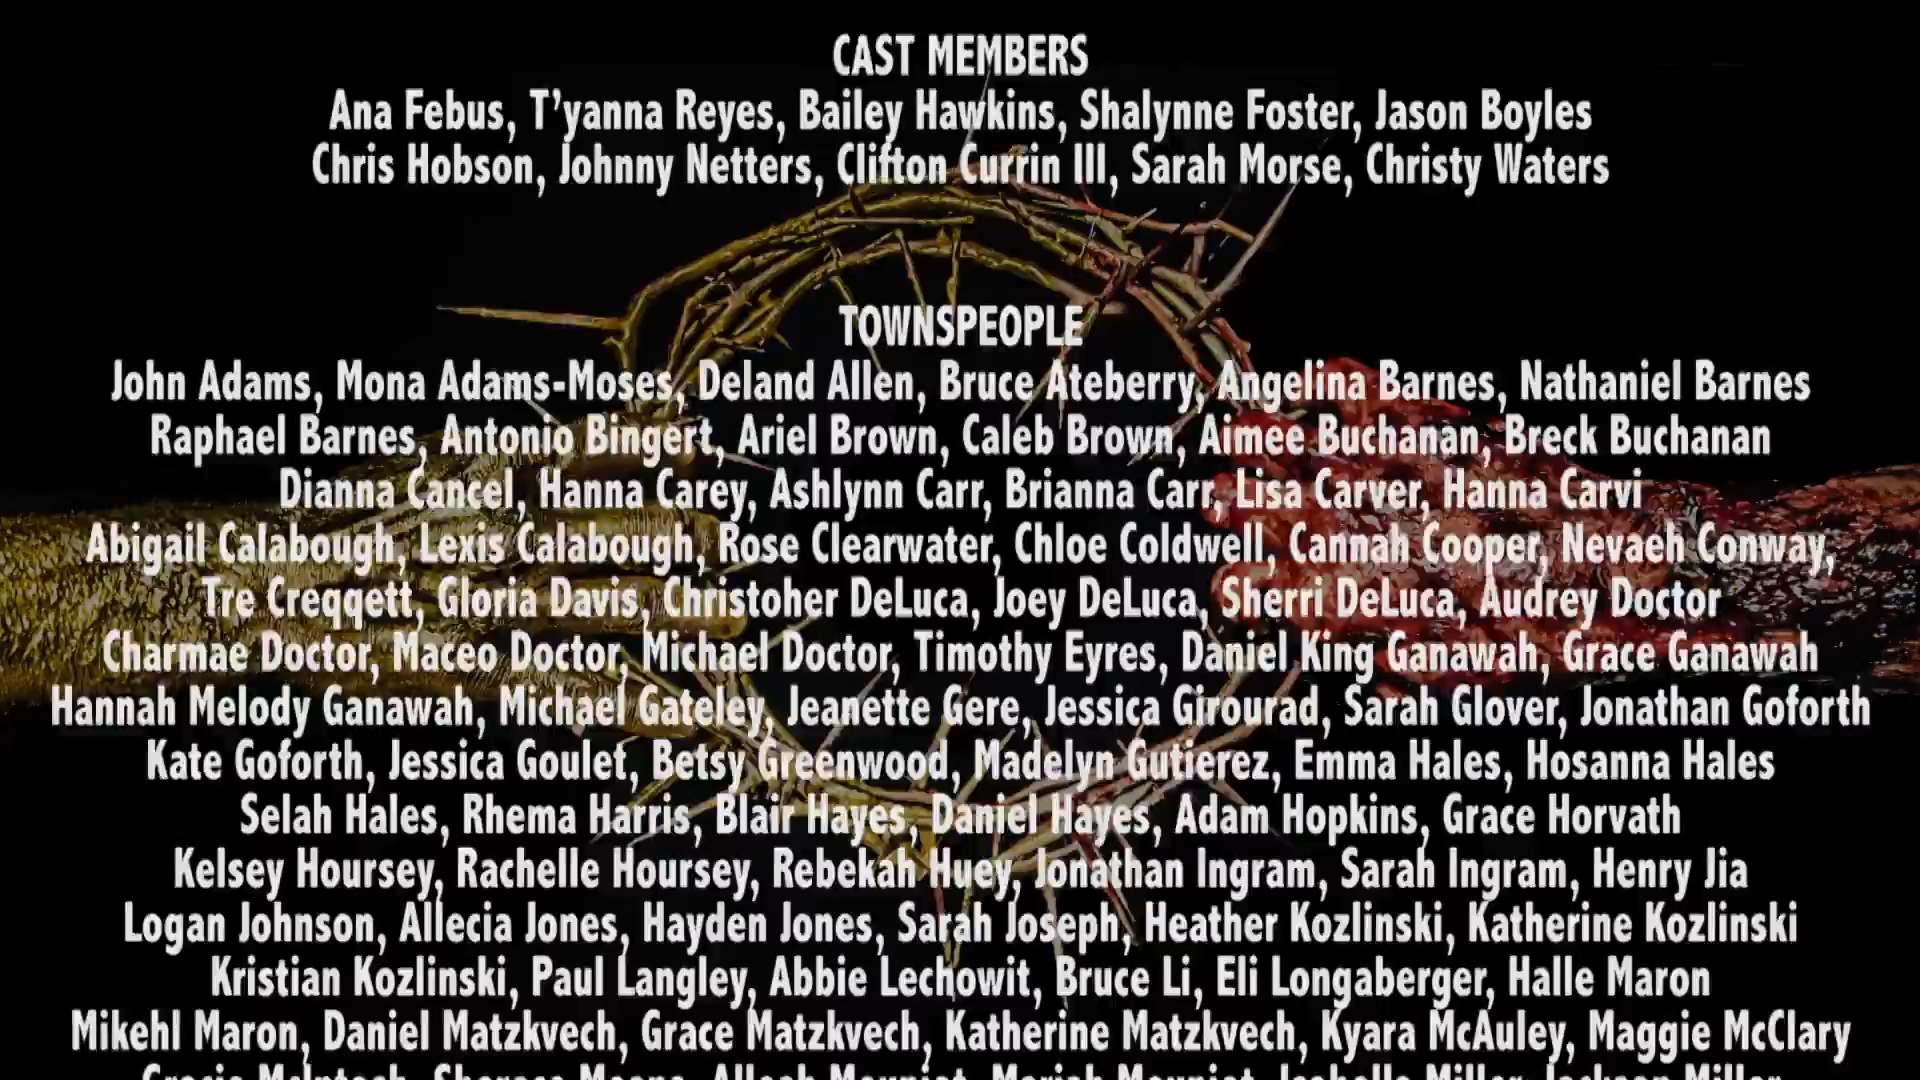 CAST MEMBERS
Ana Febus, T'yanna Reyes, Bailey Hawkins, Shalynne Foster, Jason Boyles
Chris Hobson, Johnny Netters, Clifton Currin III, Sarah Morse, Christy Waters
TOWNSPEOPLE
John Adams, Mona Adams-Moses, Deland Allen, Bruce Ateberry, Angelina Barnes, Nathaniel Barnes
Raphael Barnes, Antonio Bingert, Ariel Brown, Caleb Brown, Aimee Buchanan, Breck Buchanan
Dianna Cancel, Hanna Carey, Ashlynn Carr, Brianna Carr, Lisa Carver, Hanna Carvi
Abigail Calabough, Lexis Calabough, Rose Clearwater, Chloe Coldwell, Cannah Cooper, Nevaeh Conway,
Tre Creqqett, Gloria Davis, Christoher DeLuca, Joey DeLuca, Sherri DeLuca, Audrey Doctor
Charmae Doctor, Maceo Doctor, Michael Doctor, Timothy Eyres, Daniel King Ganawah, Grace Ganawah
Hannah Melody Ganawah, Michael Gateley, Jeanette Gere, Jessica Girourad, Sarah Glover, Jonathan Goforth
Kate Goforth, Jessica Goulet, Betsy Greenwood, Madelyn Gutierez, Emma Hales, Hosanna Hales
Selah Hales, Rhema Harris, Blair Hayes, Daniel Hayes, Adam Hopkins, Grace Horvath
Kelsey Hoursey, Rachelle Hoursey, Rebekah Huey, Jonathan Ingram, Sarah Ingram, Henry Jia
Logan Johnson, Allecia Jones, Hayden Jones, Sarah Joseph, Heather Kozlinski, Katherine Kozlinski
Kristian Kozlinski, Paul Langley, Abbie Lechowit, Bruce Li, Eli Longaberger, Halle Maron
Mikehl Maron, Daniel Matzkvech, Grace Matzkvech, Katherine Matzkvech, Kyara McAuley, Maggie McClary